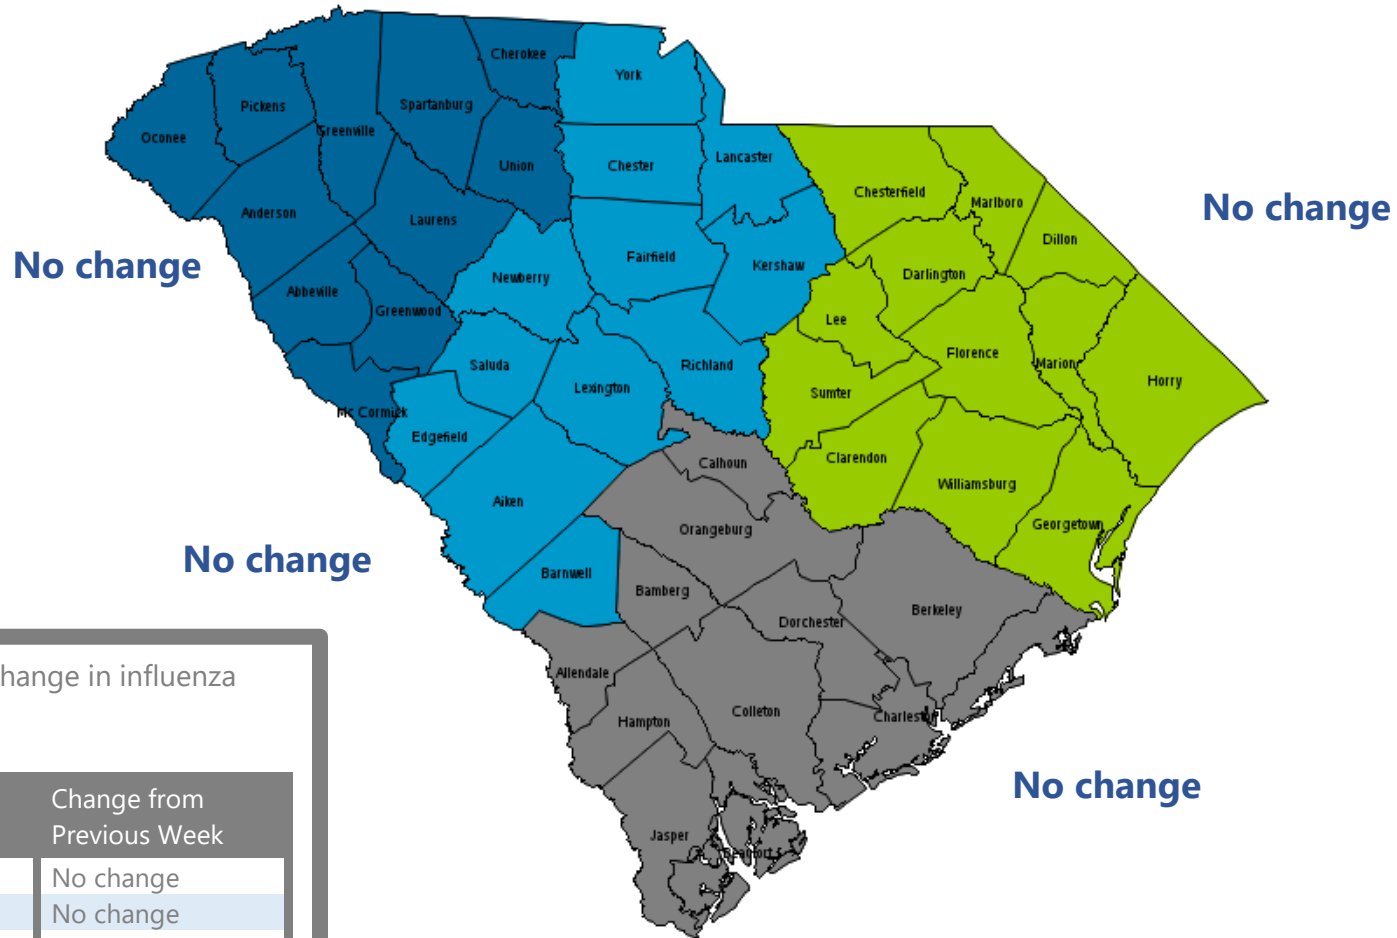 Cherokee
York
Pickens
Spartanburg
Greenville
Oconee
Union
Chester
Lancaster
Chesterfield
Marlboro
No change
Anderson
Laurens
Dillon
No change
Newberry
Fairfield
Kershaw
Darlington
Abbeville
Greenwood
Lee
Saluda
Richland
Florence
Marion
Horry
Lexington
Sumter
Mc Cormick
Edgefield
Calhoun
Clarendon
Williamsburg
Aiken
Orangeburg
Georgetown
No change
Barnwell
Bamberg
Berkeley
Dorchester
Allendale
hange in influenza
Hampton
Colleton
Charleston
No change
Change from
Previous Week
Jasper
Beaufort
No change
No change